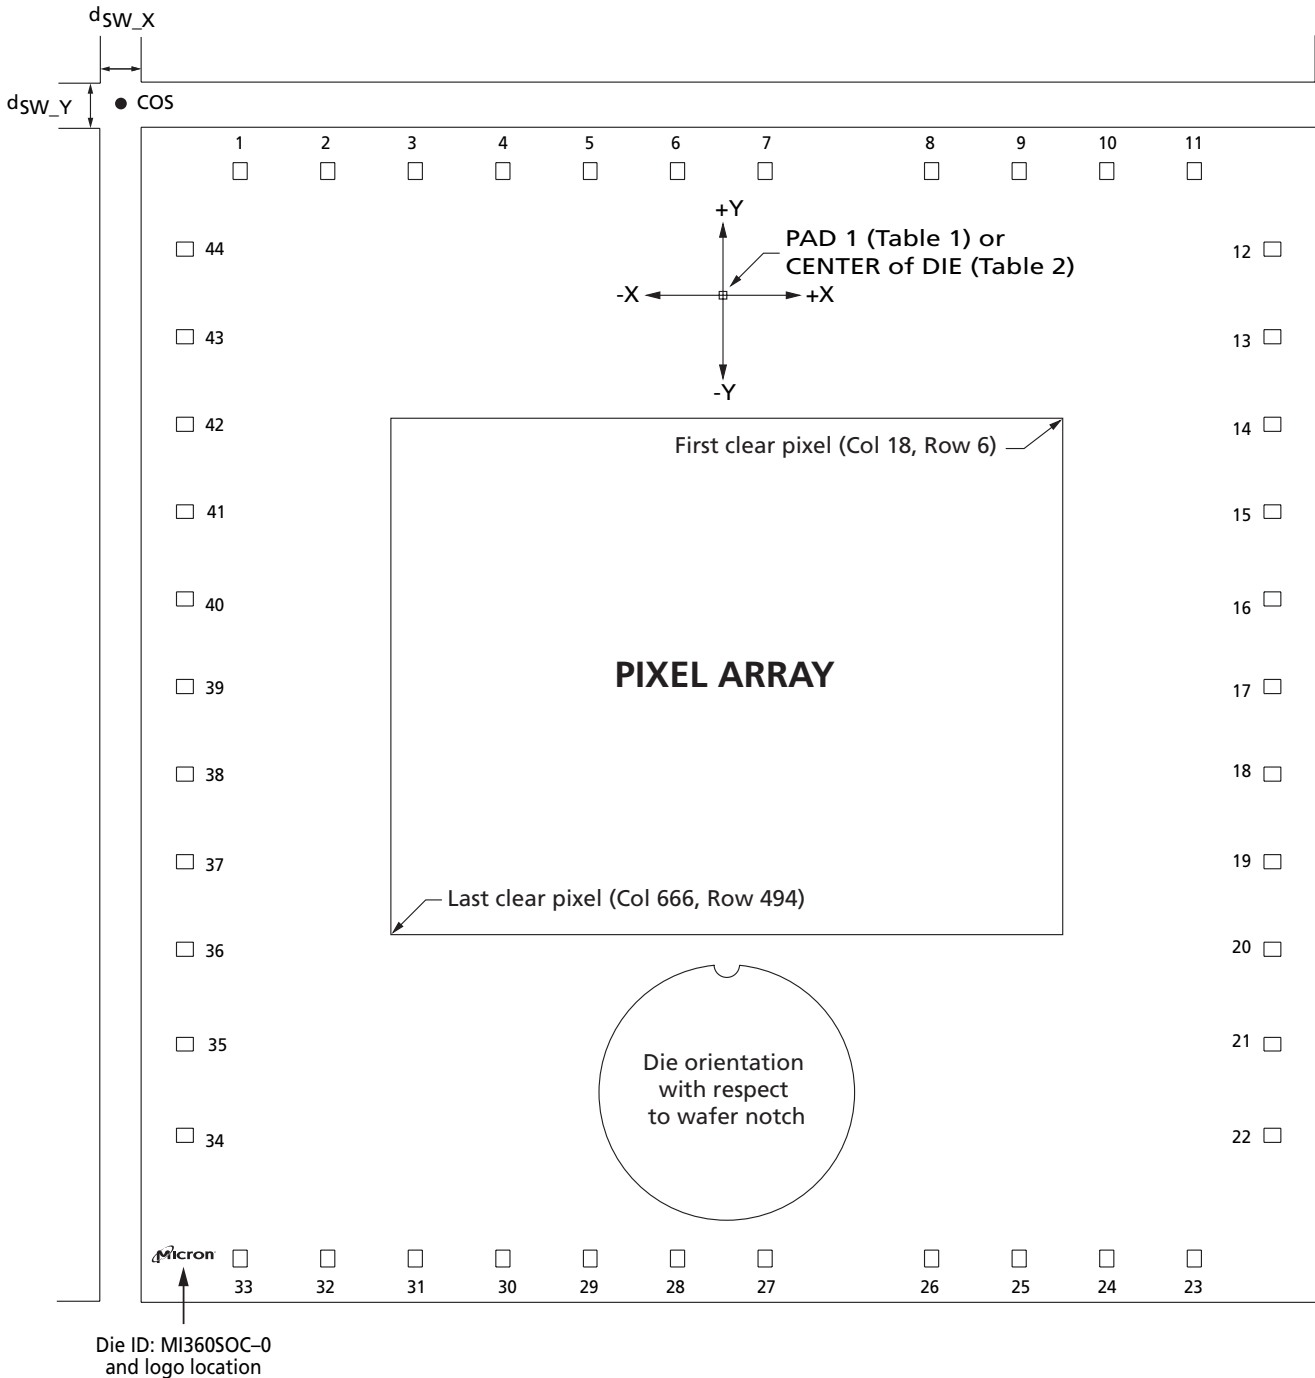 dSW_X
dSW_Y
COS
1 2 3 4 5 6 7 8 9 10 11
+Y
PAD 1 (Table 1) or
CENTER of DIE (Table 2)
44
12
-X
+X
43
13
-Y
42
14
First clear pixel (Col 18, Row 6)
41
15
40
16
PIXEL ARRAY
39
17
38
18
37
19
Last clear pixel (Col 666, Row 494)
36
20
35
21
Die orientation
with respect
to wafer notch
34
22
Micron
33 32 31 30 29 28 27 26 25 24 23
Die ID: MI360SOC–0
and logo location